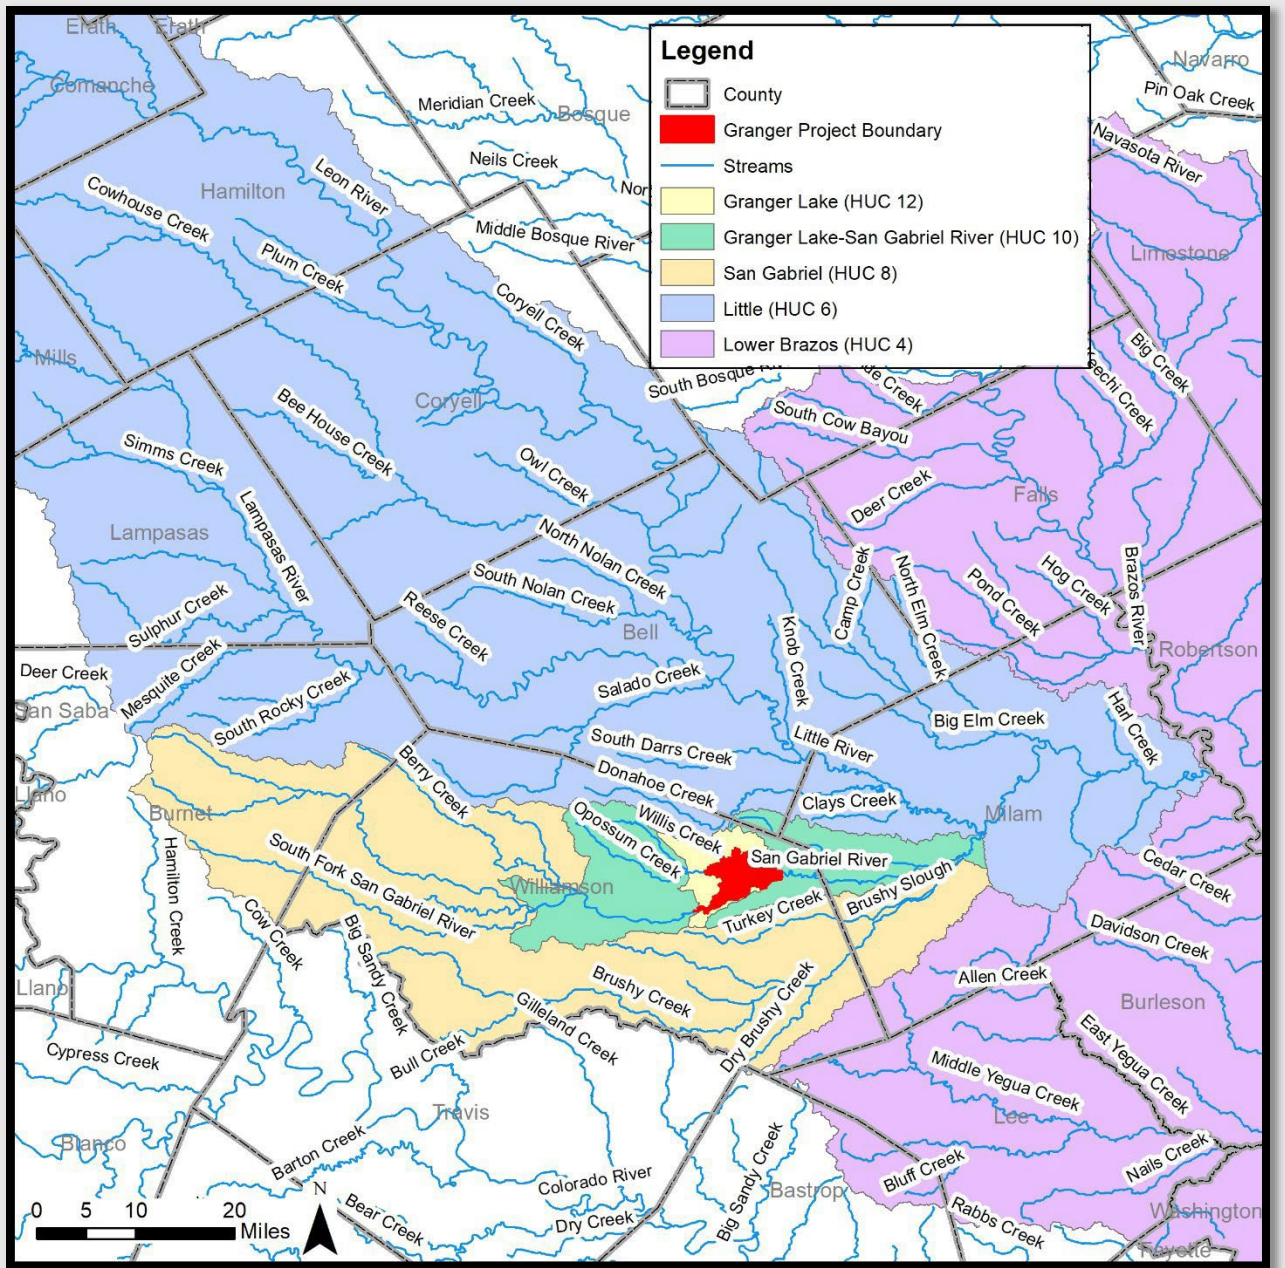 Erath
Erath
Comanche
Meridian Creek
Bosque
Navarro
Pin Oak Creek
Legend
County
Granger Project Boundary
Streams
Granger Lake (HUC 12)
Granger Lake-San Gabriel River (HUC 10)
San Gabriel (HUC 8)
Little (HUC 6)
Lower Brazos (HUC 4)
Neils Creek
Navasota River
Leon River
Hamilton
Cowhouse Creek
Middle Bosque River
Plum Creek
Limestone
Coryell Creek
Mills
Big Creek
South Bosque
Creek
Creek
Coryell
Bee House Creek
South Cow Bayou
Simms Creek
Owl Creek
Deer Creek
Falls
Lampasas
Lampasas River
North Nolan Creek
South Nolan Creek
Camp Creek
North Elm Creek
Pond Creek
Hog Creek
Brazos River
Sulphur Creek
Reese Creek
Bell
Knob Creek
Robertson
Deer Creek
Mesquite Creek
Salado Creek
San Saba
South Rocky Creek
Big Elm Creek
Harl Creek
South Darrs Creek
Little River
Berry Creek
Donahoe Creek
Llano
Burnet
Clays Creek
Milam
Opossum Creek
Willis Creek
San Gabriel River
Hamilton Creek
South Fork San Gabriel River
Williamson
Brushy Slough
Cedar Creek
Turkey Creek
Cow Creek
Big Sandy Creek
Davidson Creek
Llano
Brushy Creek
Allen Creek
Burleson
Gilleland Creek
Dry Brushy Creek
East Yegua Creek
Cypress Creek
Bull Creek
Middle Yegua Creek
Travis
Lee
Blanco
Barton Creek
Nails Creek
Colorado River
Big Sandy Creek
Bastrop
Bluff Creek
N
0 5 10 20
Miles
Bear Creek
Dry Creek
Rabbs Creek
Washington
Fayette